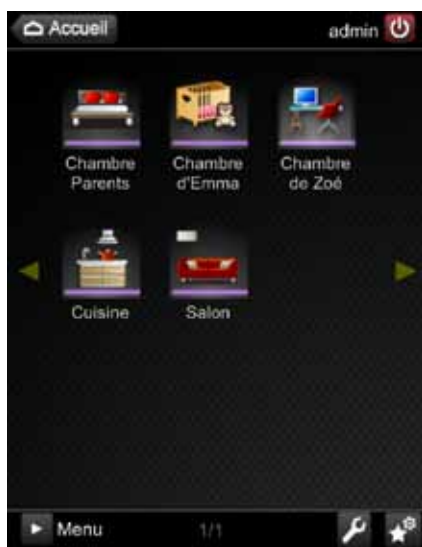 Accueil
admin
Chambre Parents
Chambre d'Emma
Chambre de Zoé
Cuisine
Salon
Menu
1/1